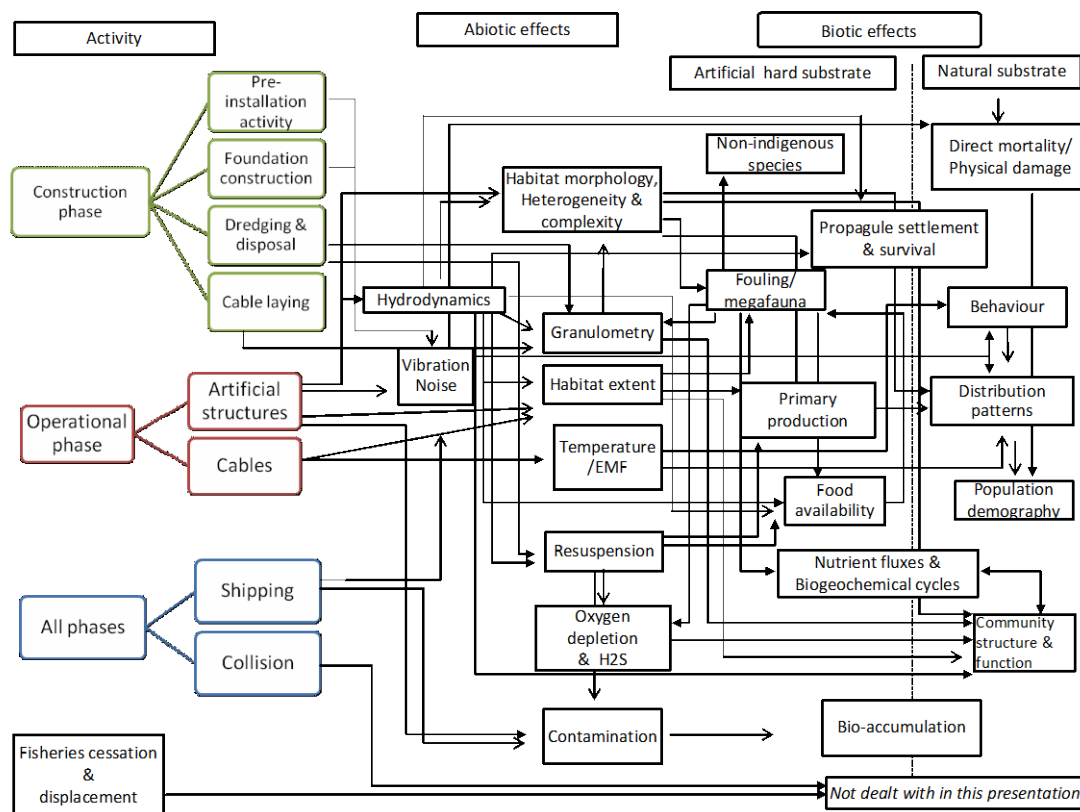 Activity
Abiotic effects
Biotic effects
Artificial hard substrate
Natural substrate
Pre-
installation
activity
Foundation
construction
Dredging &
disposal
Cable laying
Construction
phase
Non-indigenous
species
Direct mortality/
Physical damage
Habitat morphology,
Heterogeneity &
complexity
Propagule settlement
& survival
Hydrodynamics
Fouling/
megafauna
Behaviour
Granulometry
Vibration
Noise
Artificial
structures
Operational
phase
Cables
Habitat extent
Primary
production
Distribution
patterns
Temperature
/EMF
Food
availability
Population
demography
Resuspension
Nutrient fluxes &
Biogeochemical cycles
Shipping
All phases
Collision
Oxygen
depletion
& H2S
Community
structure &
function
Contamination
Bio-accumulation
Fisheries cessation
&
displacement
Not dealt with in this presentation